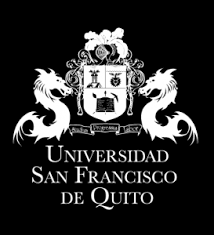 UNIVERSIDAD
SAN FRANCISCO
DE QUITO